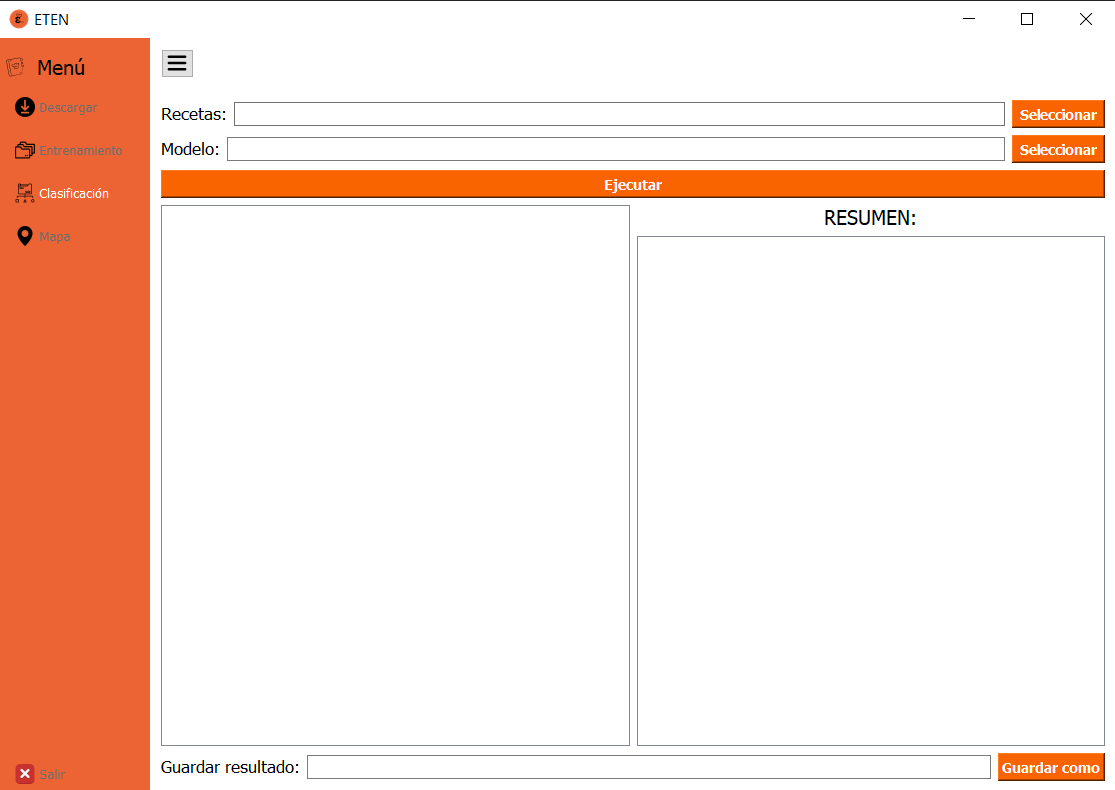 ETEN
Menú
Descargar
Entrenamiento
Clasificación
Mapa
Salir
Recetas:
Seleccionar
Modelo:
Seleccionar
Ejecutar
RESUMEN:
Guardar resultado:
Guardar como